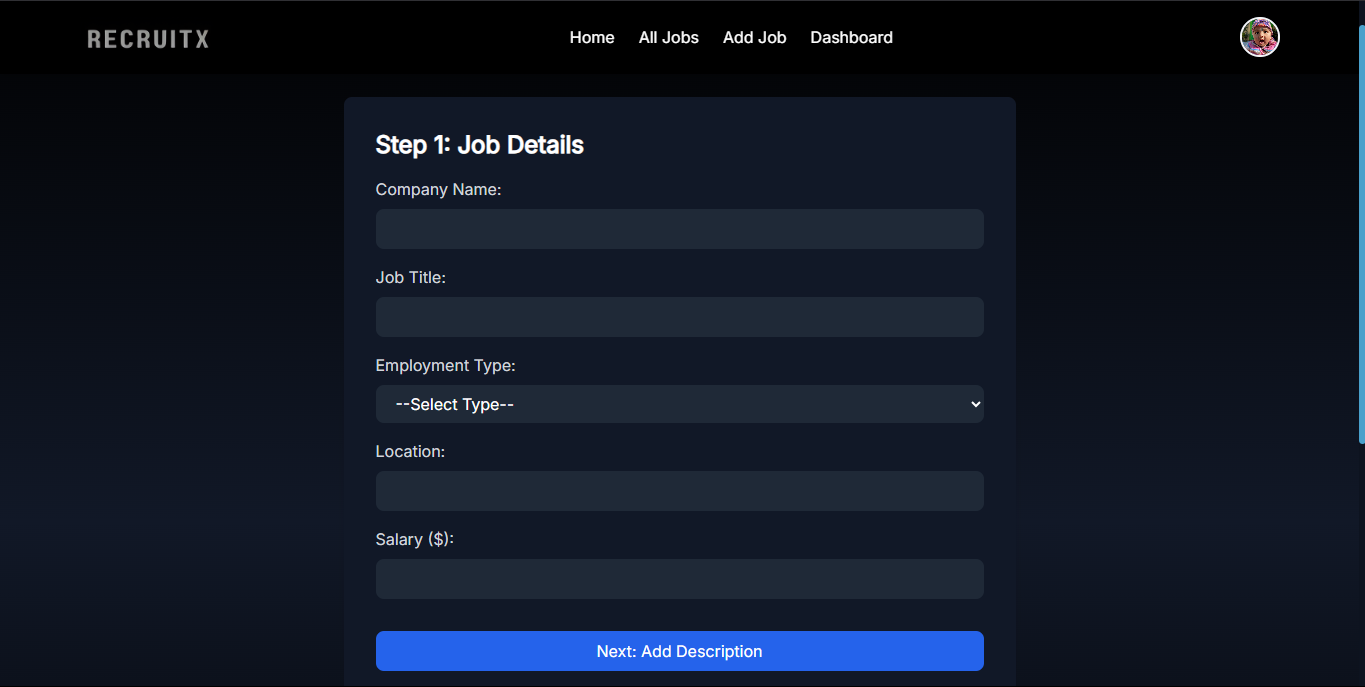 RECRUITX
Home All Jobs Add Job Dashboard
Step 1: Job Details
Company Name:
Job Title:
Employment Type:
--Select Type--
Location:
Salary ($):
Next: Add Description